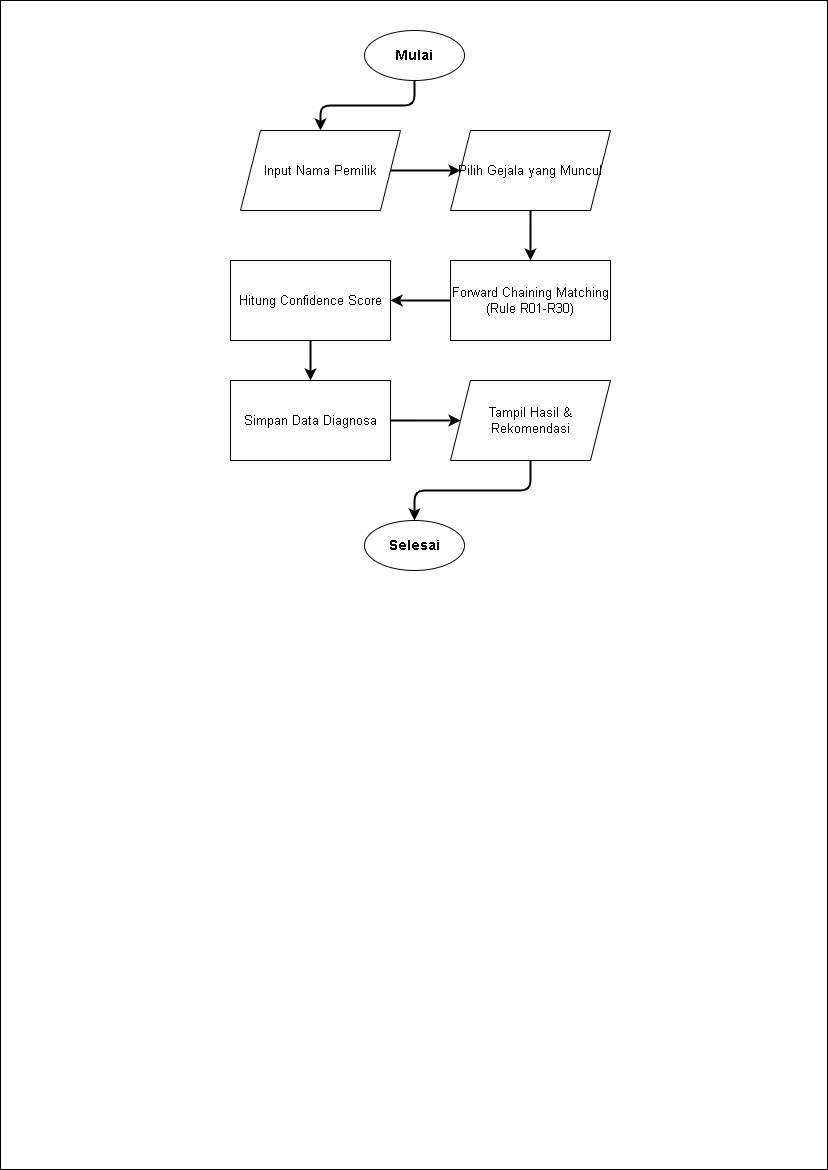 Mulai
Input Nama Pemilik
Pilih Gejala yang Muncul
Forward Chaining Matching
(Rule R01-R30)
Hitung Confidence Score
Simpan Data Diagnosa
Tampil Hasil &
Rekomendasi
Selesai